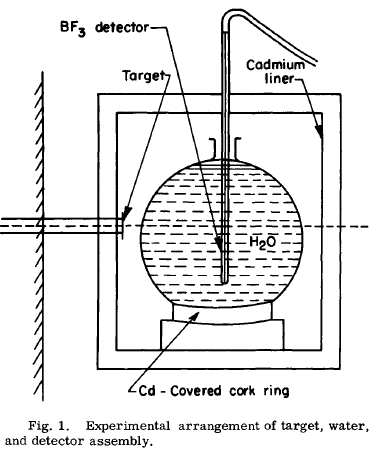 BF3 detector
Target
Cadmium
liner
H2O
Cd - Covered cork ring
Fig. 1. Experimental arrangement of target, water,
and detector assembly.